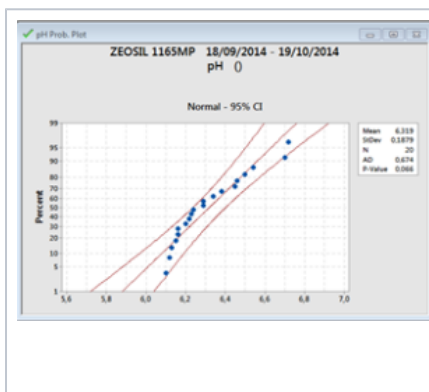 pH Prob. Plot
ZEOSIL 1165MP 18/09/2014 - 19/10/2014
pH ()
Normal - 95% CI
Mean 6,319
StDev 0,1879
N 20
AD 0,674
P-Value 0,066
Percent
99
95
90
80
70
60
50
40
30
20
10
5
1
5,6 5,8 6,0 6,2 6,4 6,6 6,8 7,0